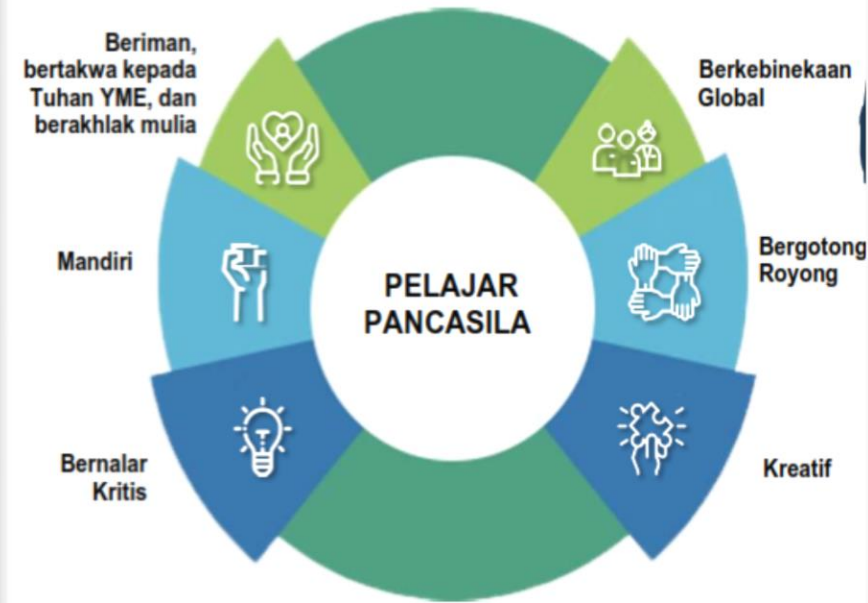 Beriman,
bertakwa kepada
Tuhan YME, dan
berakhlak mulia
Berkebinekaan
Global
Mandiri
PELAJAR
PANCASILA
Bergotong
Royong
Bernalar
Kritis
Kreatif